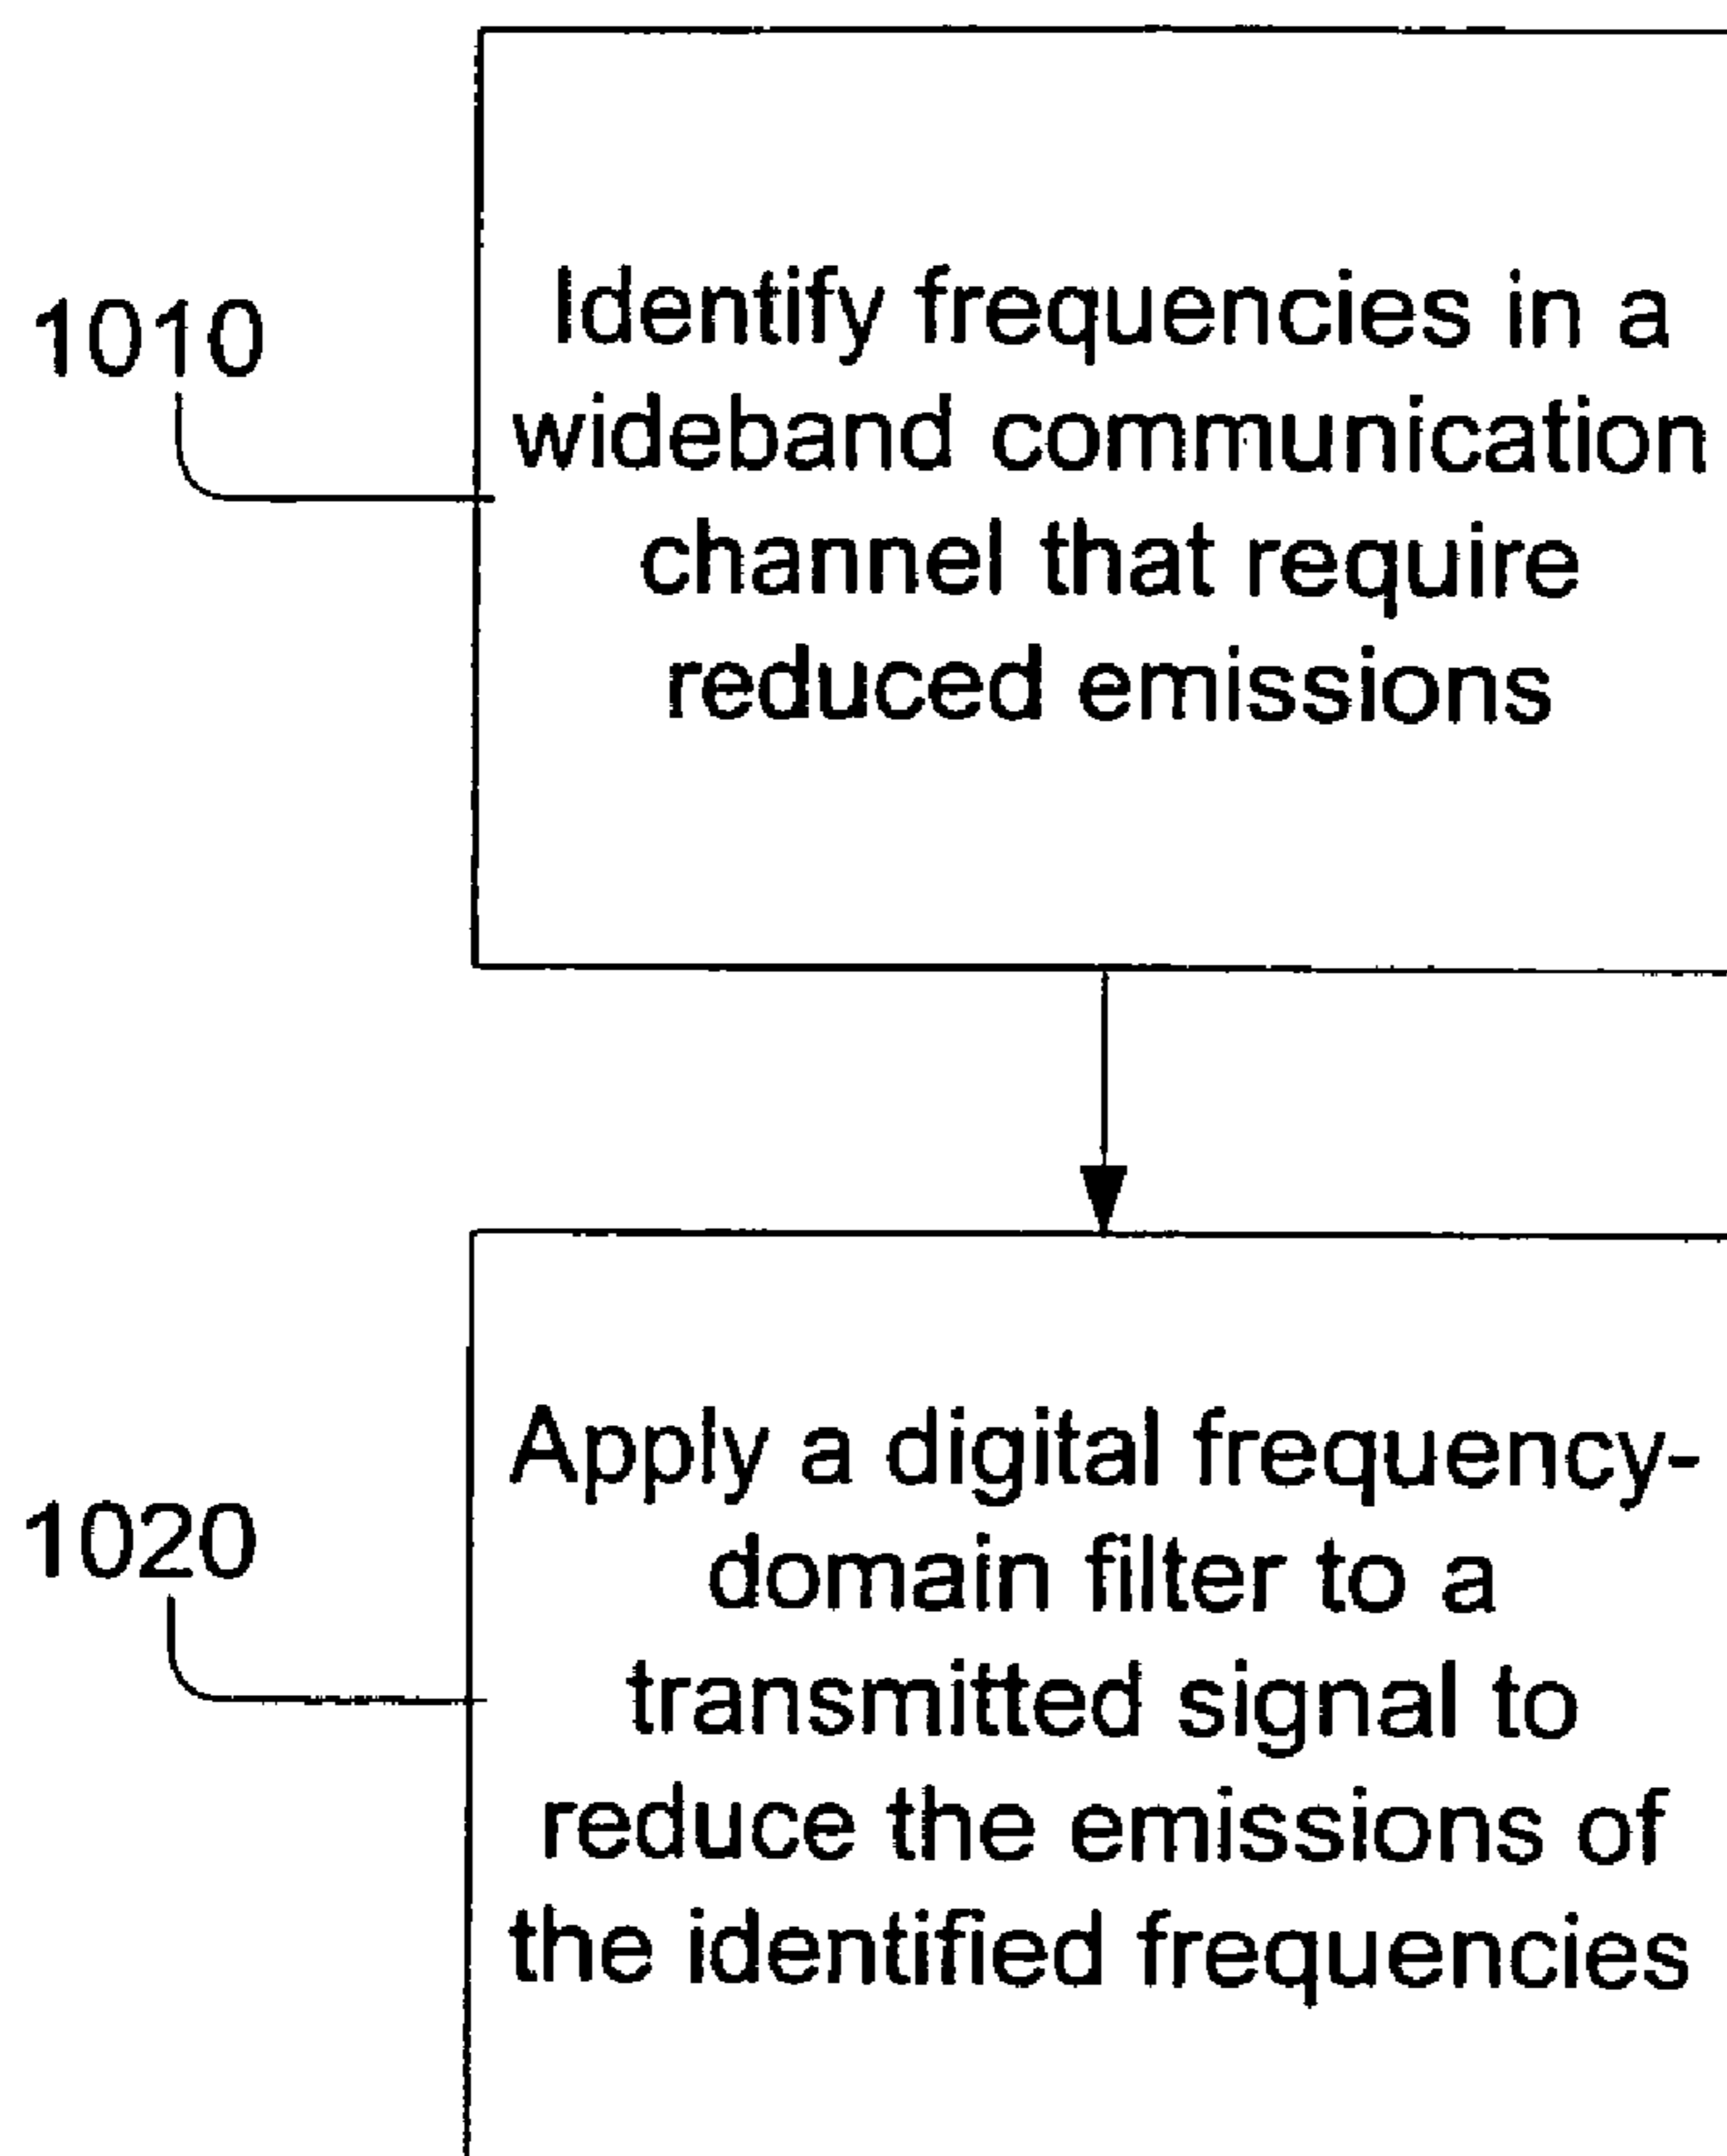 1010
Identify frequencies in a
wideband communication
channel that require
reduced emissions
1020
Apply a digital frequency-
domain filter to a
transmitted signal to
reduce the emissions of
the identified frequencies